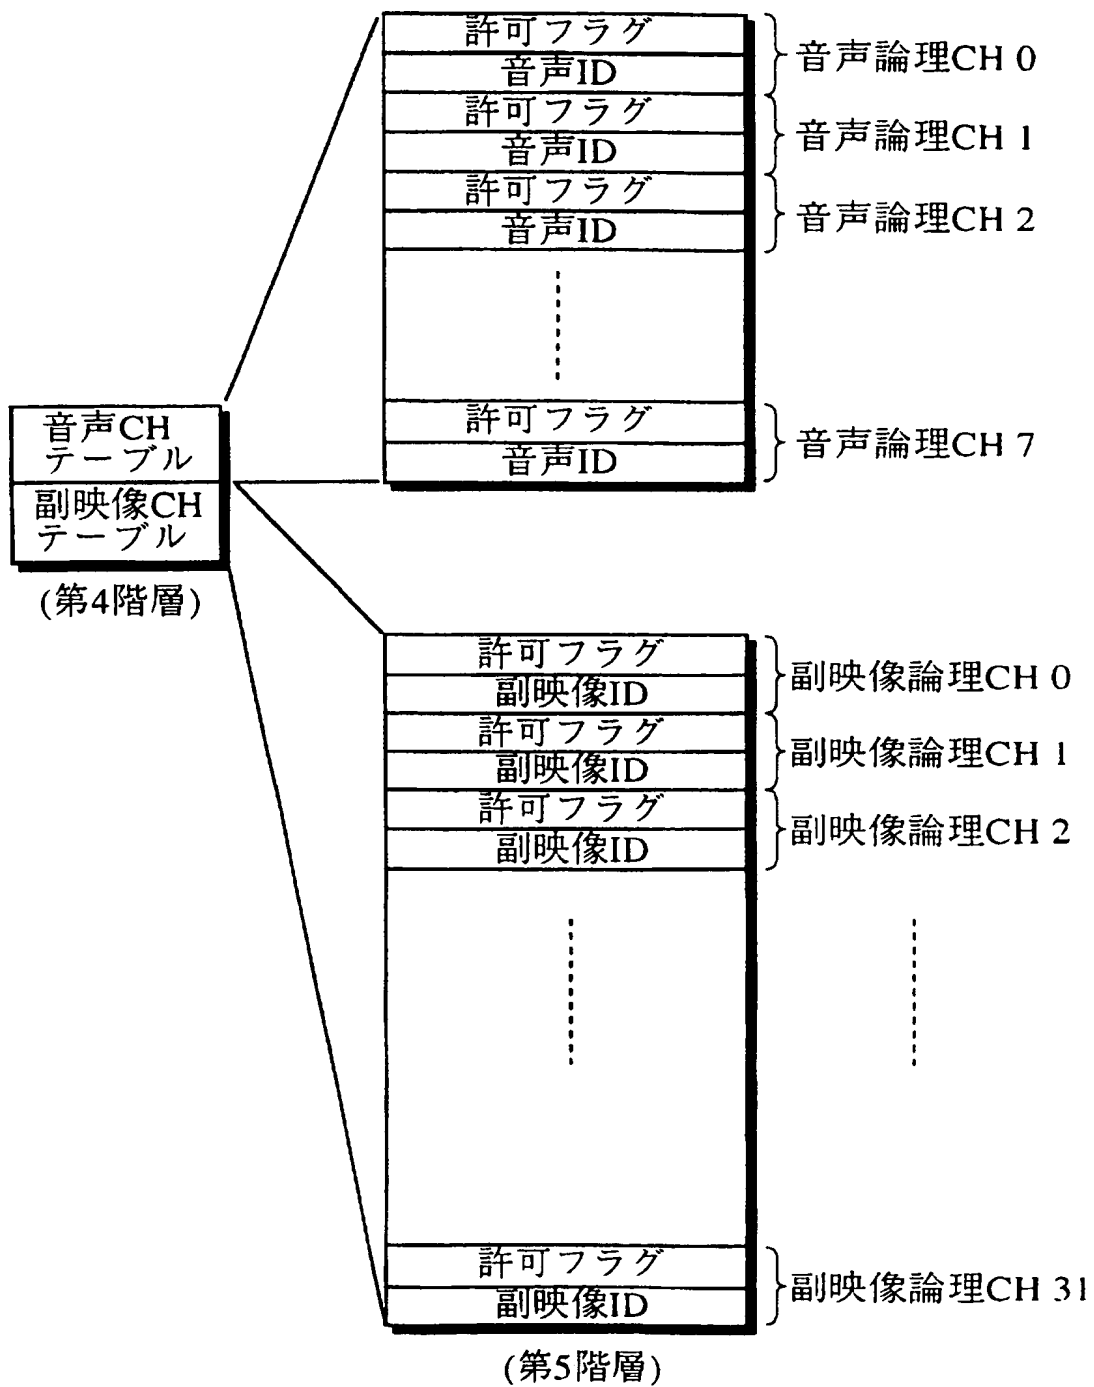 許可フラグ
音声ID
音声論理CH 0
許可フラグ
音声ID
音声論理CH 1
許可フラグ
音声ID
音声論理CH 2
許可フラグ
音声ID
音声論理CH 7
音声CH
テーブル
副映像CH
テーブル
(第4階層)
許可フラグ
副映像ID
副映像論理CH 0
許可フラグ
副映像ID
副映像論理CH 1
許可フラグ
副映像ID
副映像論理CH 2
許可フラグ
副映像ID
副映像論理CH 31
(第5階層)